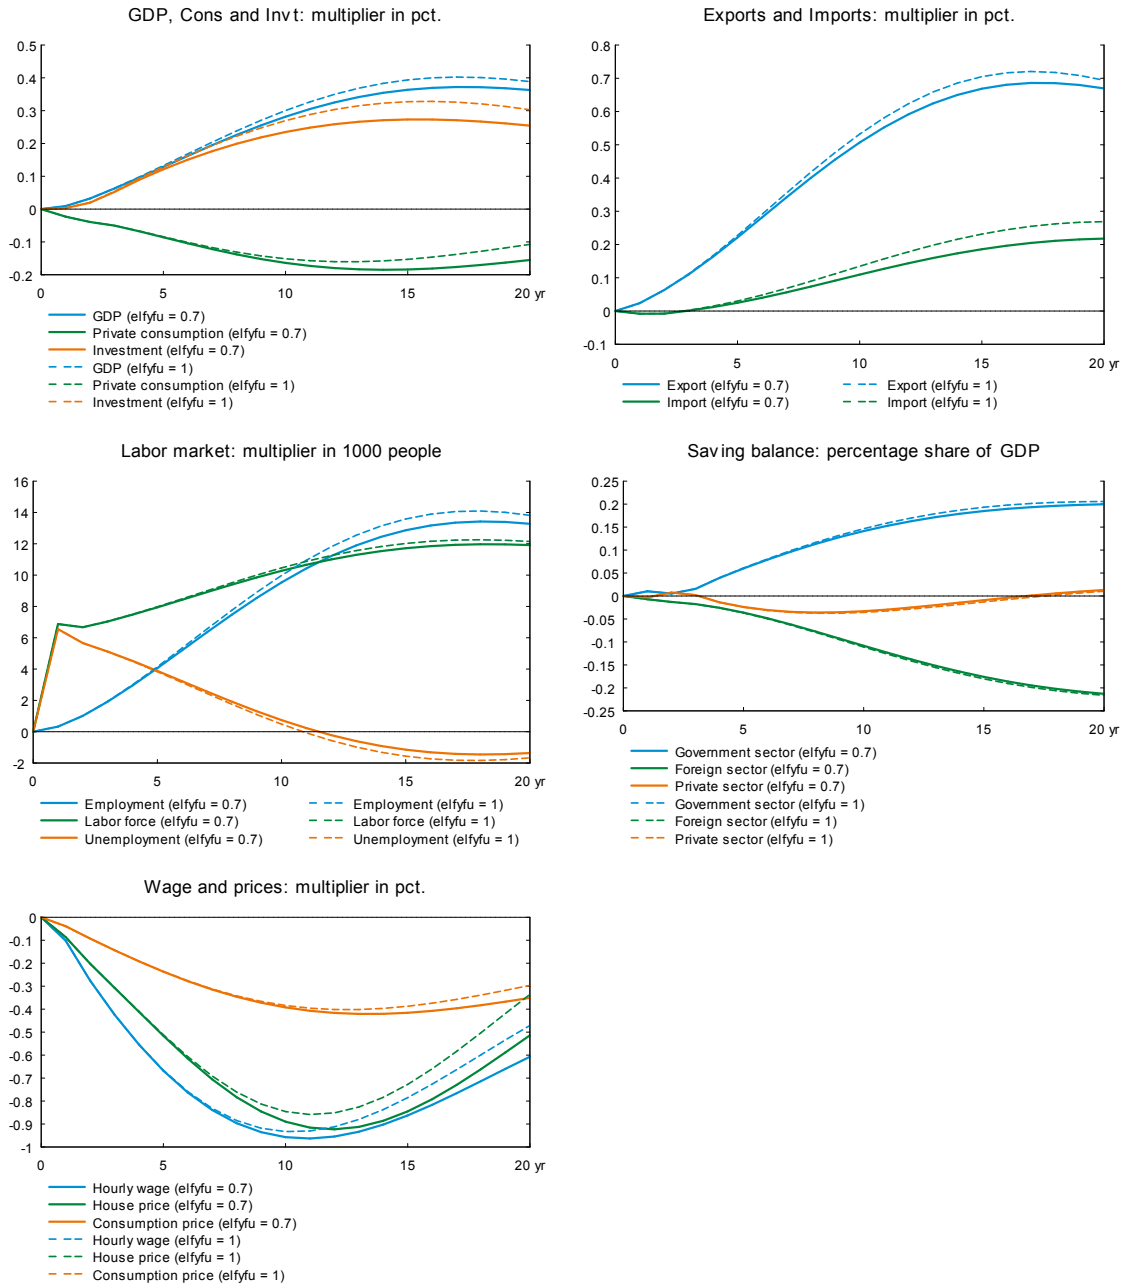 GDP, Cons and Invt: multiplier in pct.
0.5
0.4
0.3
0.2
0.1
0
-0.1
-0.2
0 5 10 15 20 yr
GDP (elfyfu = 0.7)
Private consumption (elfyfu = 0.7)
Investment (elfyfu = 0.7)
GDP (elfyfu = 1)
Private consumption (elfyfu = 1)
Investment (elfyfu = 1)
Exports and Imports: multiplier in pct.
0.8
0.7
0.6
0.5
0.4
0.3
0.2
0.1
0
-0.1
0 5 10 15 20 yr
Export (elfyfu = 0.7) Export (elfyfu = 1)
Import (elfyfu = 0.7) Import (elfyfu = 1)
Labor market: multiplier in 1000 people
16
14
12
10
8
6
4
2
0
-2
0 5 10 15 20 yr
Employment (elfyfu = 0.7) Employment (elfyfu = 1)
Labor force (elfyfu = 0.7) Labor force (elfyfu = 1)
Unemployment (elfyfu = 0.7) Unemployment (elfyfu = 1)
Saving balance: percentage share of GDP
0.25
0.2
0.15
0.1
0.05
0
-0.05
-0.1
-0.15
-0.2
-0.25
0 5 10 15 20 yr
Government sector (elfyfu = 0.7)
Foreign sector (elfyfu = 0.7)
Private sector (elfyfu = 0.7)
Government sector (elfyfu = 1)
Foreign sector (elfyfu = 1)
Private sector (elfyfu = 1)
Wage and prices: multiplier in pct.
0
-0.1
-0.2
-0.3
-0.4
-0.5
-0.6
-0.7
-0.8
-0.9
-1
0 5 10 15 20 yr
Hourly wage (elfyfu = 0.7)
House price (elfyfu = 0.7)
Consumption price (elfyfu = 0.7)
Hourly wage (elfyfu = 1)
House price (elfyfu = 1)
Consumption price (elfyfu = 1)